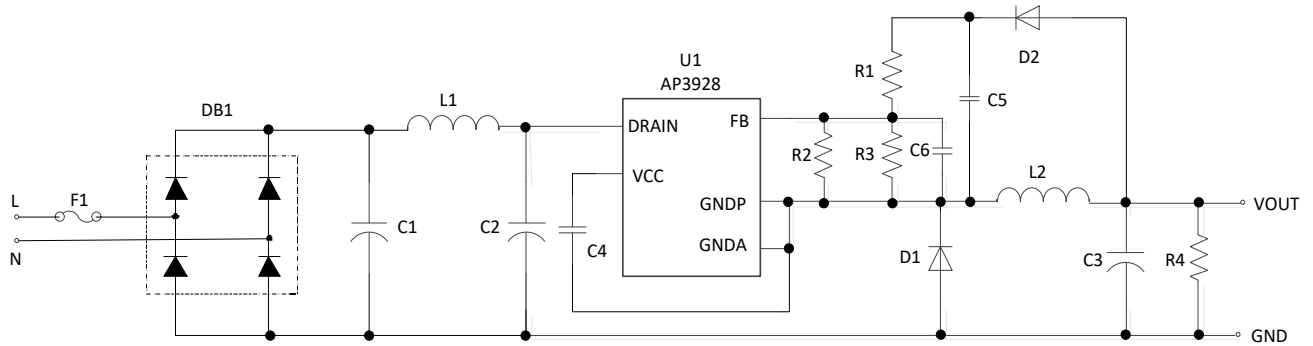 U1
AP3928
D2
R1
C5
L1
DB1
DRAIN
FB
R2
R3
C6
VCC
L2
L
F1
GNDP
VOUT
C1
C2
C4
GNDA
D1
C3
R4
N
GND